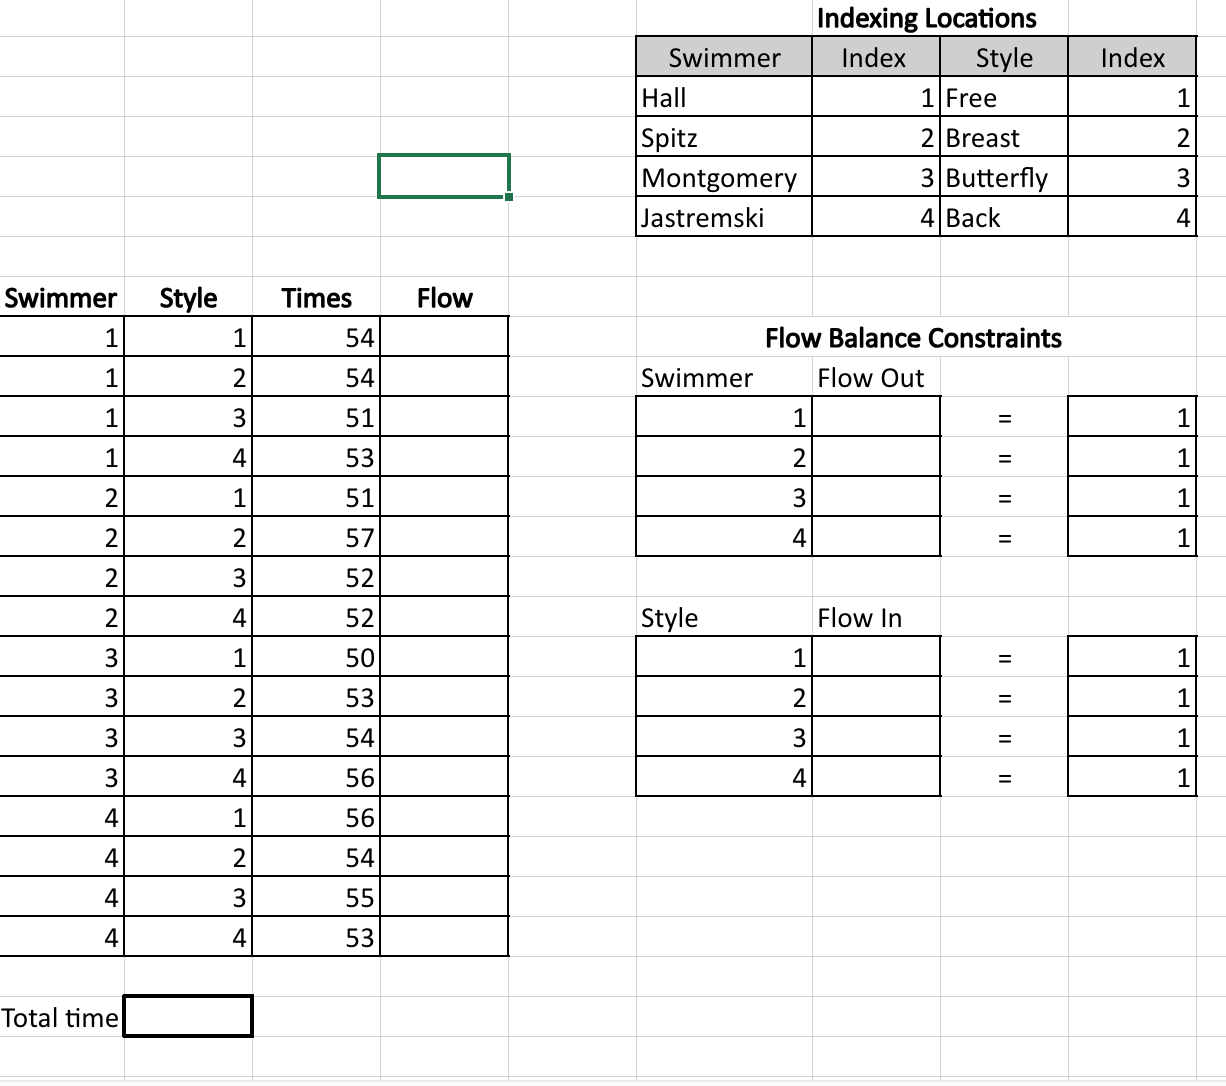 Indexing Locations
Swimmer Index Style Index
Hall 1 Free 1
Spitz 2 Breast 2
Montgomery 3 Butterfly 3
Jastremski 4 Back 4
Swimmer Style Times Flow
1 1 54
1 2 54
1 3 51
1 4 53
2 1 51
2 2 57
2 3 52
2 4 52
3 1 50
3 2 53
3 3 54
3 4 56
4 1 56
4 2 54
4 3 55
4 4 53
Total time
Flow Balance Constraints
Swimmer Flow Out
1 = 1
2 = 1
3 = 1
4 = 1
Style Flow In
1 = 1
2 = 1
3 = 1
4 = 1